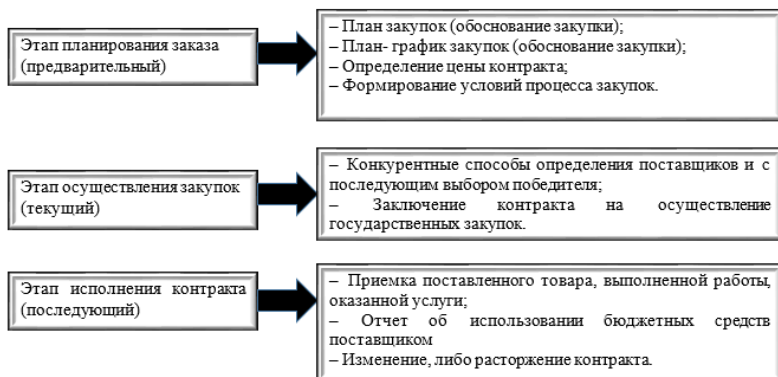 Этап планирования заказа
(предварительный)
– План закупок (обоснование закупки);
– План- график закупок (обоснование закупки);
– Определение цены контракта;
– Формирование условий процесса закупок.
Этап осуществления закупок
(текущий)
– Конкурентные способы определения поставщиков и с
последующим выбором победителя;
– Заключение контракта на осуществление
государственных закупок.
Этап исполнения контракта
(последующий)
– Приемка поставленного товара, выполненной работы,
оказанной услуги;
– Отчет об использовании бюджетных средств
поставщиком
– Изменение, либо расторжение контракта.